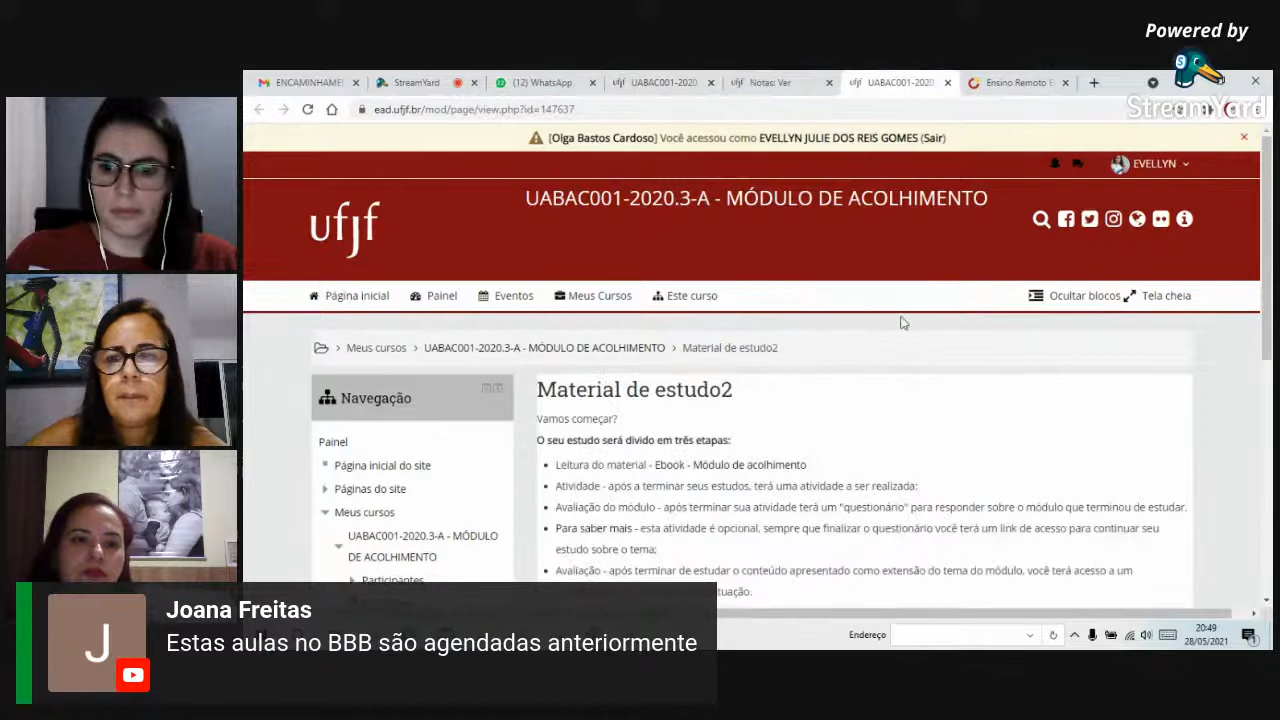 Powered by
StreamYard
ENCAMINHAME!
StreamYard
(12) WhatsApp
ufjf UABAC001-2020
ufjf Notas: Ver
ufjf UABAC001-2020
Ensino Remoto E
ead.ufjf.br/mod/page/view.php?id=147637
[Olga Bastos Cardoso] Você acessou como EVELLYN JULIE DOS REIS GOMES (Sair)
EVELLYN
ufjf
UABAC001-2020.3-A - MÓDULO DE ACOLHIMENTO
Página inicial
Painel
Eventos
Meus Cursos
Este curso
Ocultar blocos
Tela cheia
> Meus cursos > UABAC001-2020.3-A - MÓDULO DE ACOLHIMENTO > Material de estudo2
Navegação
Painel
Página inicial do site
Páginas do site
Meus cursos
UABAC001-2020.3-A - MÓDULO
DE ACOLHIMENTO
Participantes
Material de estudo2
Vamos começar?
O seu estudo será divido em três etapas:
Leitura do material - Ebook - Módulo de acolhimento
Atividade - após a terminar seus estudos, terá uma atividade a ser realizada;
Avaliação do módulo - após terminar sua atividade terá um "questionário" para responder sobre o módulo que terminou de estudar.
Para saber mais - esta atividade é opcional, sempre que finalizar o questionário você terá um link de acesso para continuar seu
estudo sobre o tema;
Avaliação - após terminar de estudar o conteúdo apresentado como extensão do tema do módulo, você terá acesso a um
Endereço
20:49
28/05/2021
J
Joana Freitas
Estas aulas no BBB são agendadas anteriormente